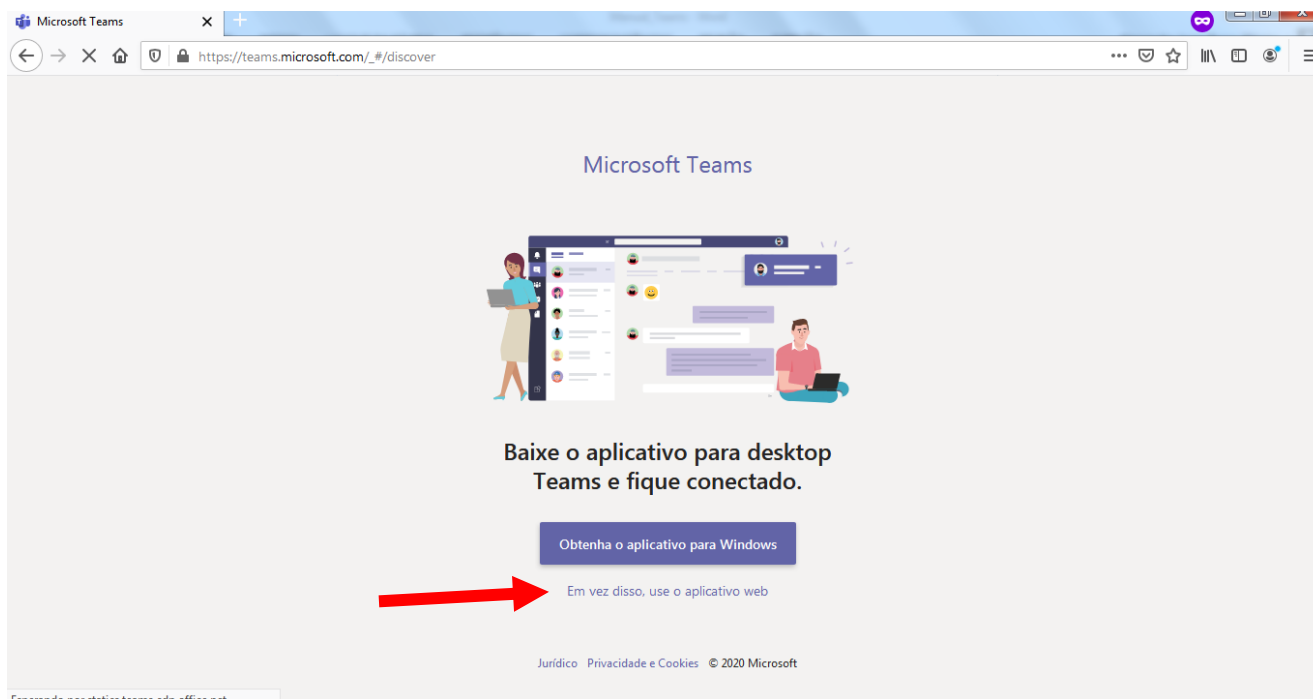 Microsoft Teams
https://teams.microsoft.com/_#/discover
Microsoft Teams
Baixe o aplicativo para desktop
Teams e fique conectado.
Obtenha o aplicativo para Windows
Em vez disso, use o aplicativo web
Jurídico Privacidade e Cookies © 2020 Microsoft